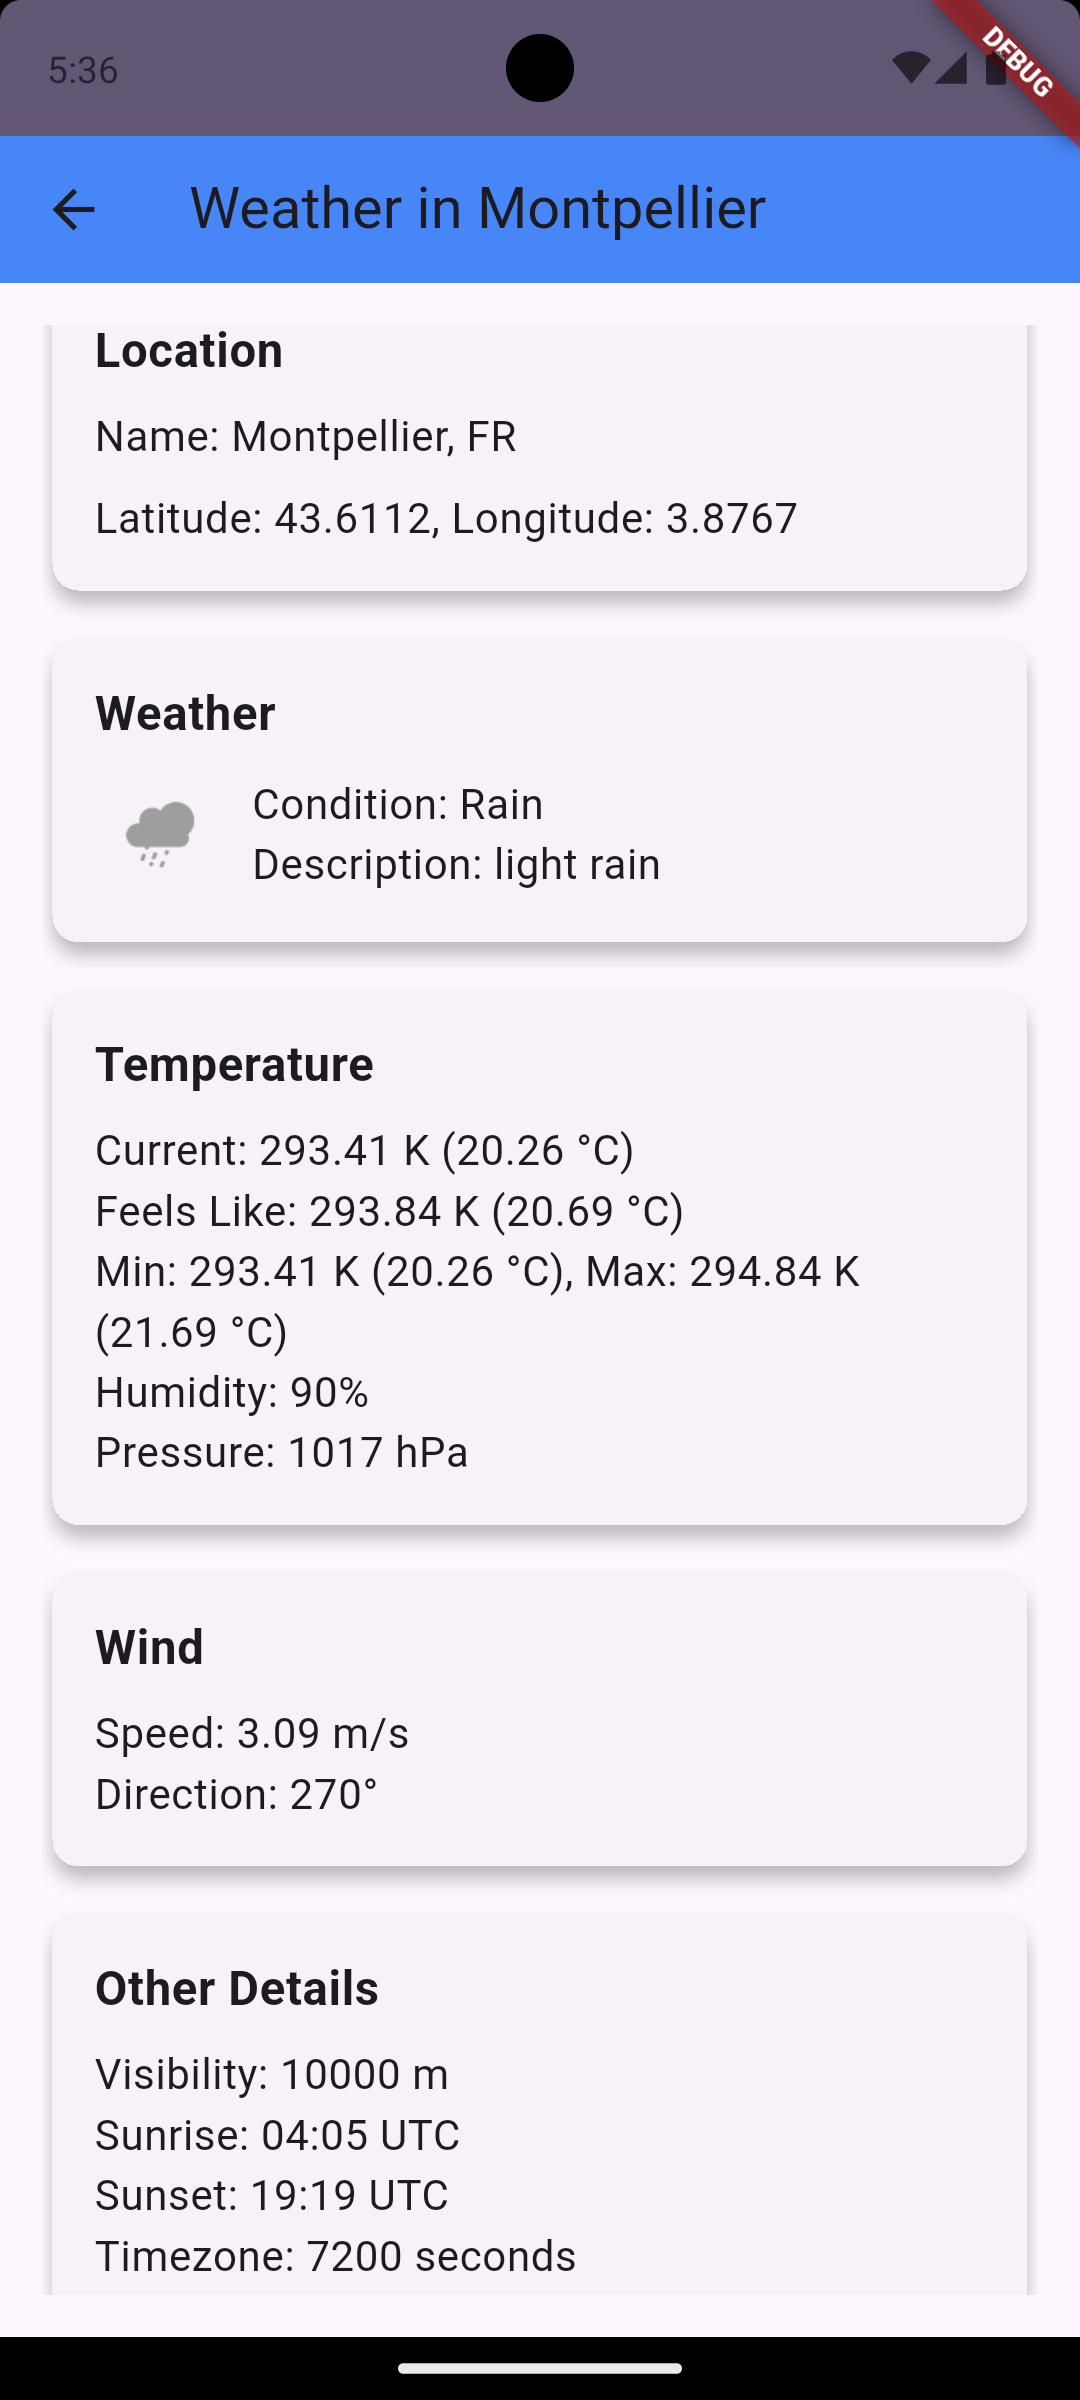 5:36
DEBUG
Weather in Montpellier
Location
Name: Montpellier, FR
Latitude: 43.6112, Longitude: 3.8767
Weather
Condition: Rain
Description: light rain
Temperature
Current: 293.41 K (20.26 °C)
Feels Like: 293.84 K (20.69 °C)
Min: 293.41 K (20.26 °C), Max: 294.84 K
(21.69 °C)
Humidity: 90%
Pressure: 1017 hPa
Wind
Speed: 3.09 m/s
Direction: 270°
Other Details
Visibility: 10000 m
Sunrise: 04:05 UTC
Sunset: 19:19 UTC
Timezone: 7200 seconds